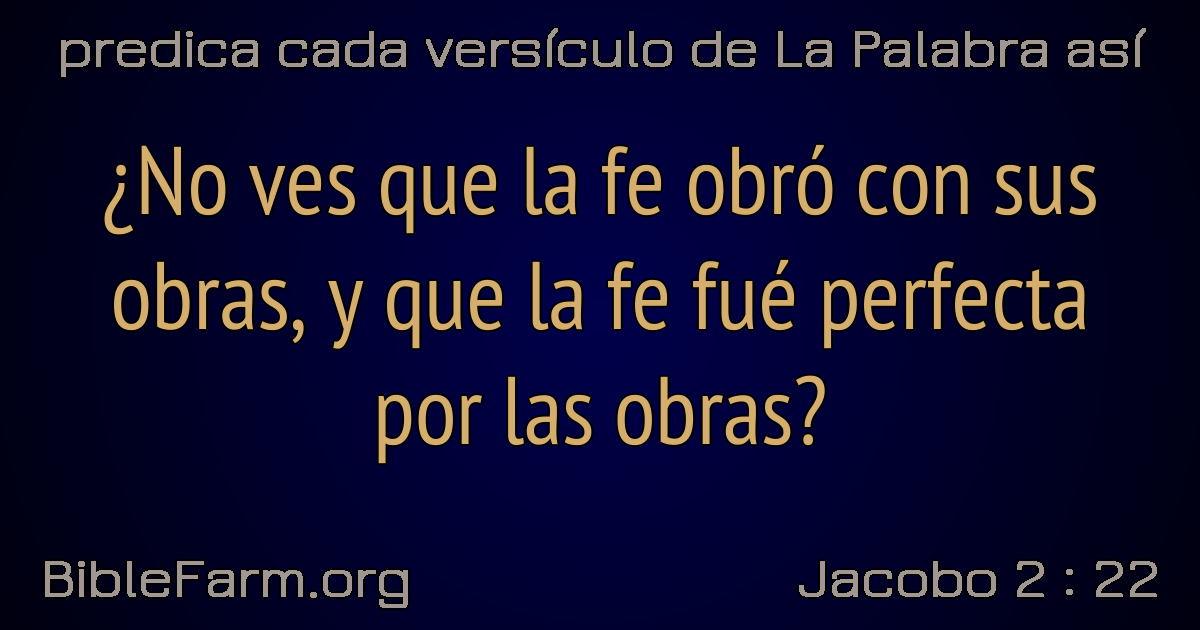 predica cada versículo de La Palabra así
¿No ves que la fe obró con sus
obras, y que la fe fué perfecta
por las obras?
BibleFarm.org
Jacobo 2 : 22